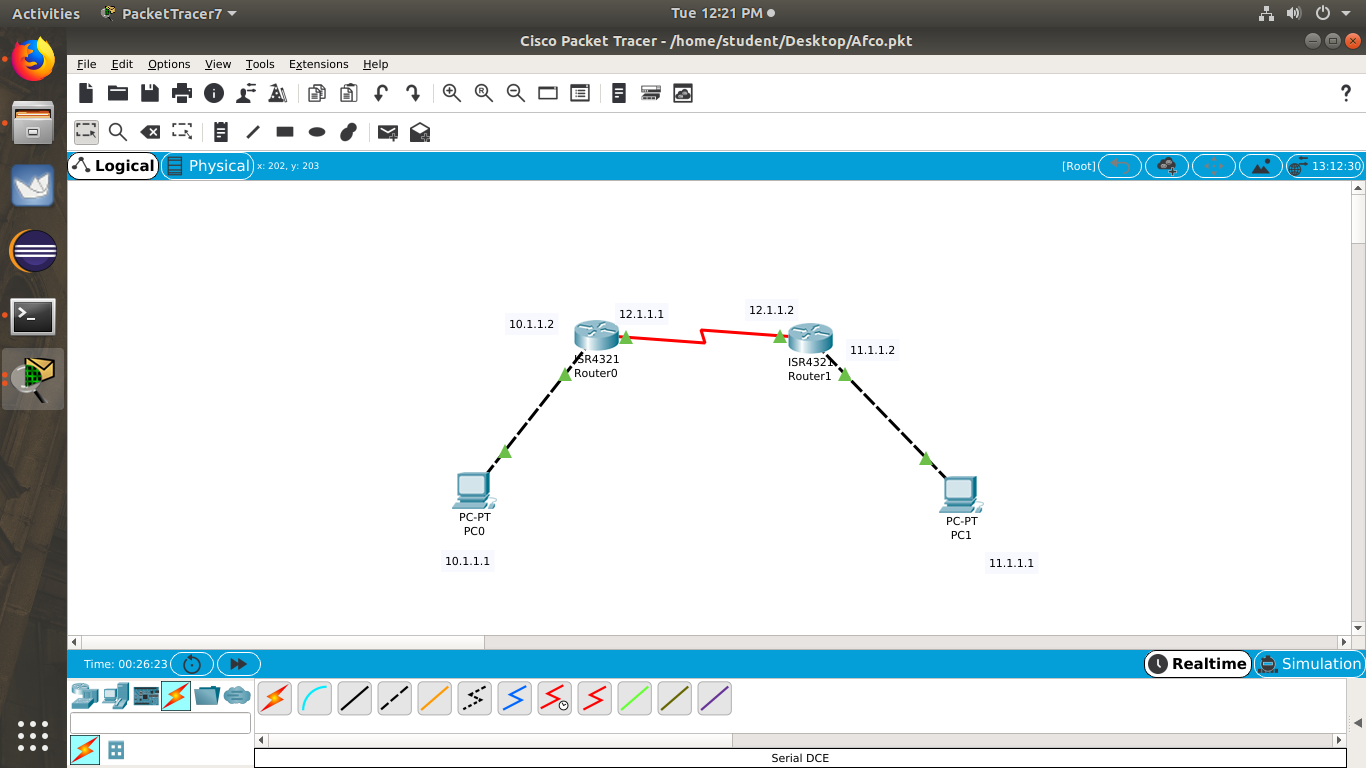 Activities PacketTracer7 Tue 12:21 PM
Cisco Packet Tracer - /home/student/Desktop/Afco.pkt
File Edit Options View Tools Extensions Help
Logical Physical x: 202, y: 203 [Root] 13:12:30
12.1.1.1 12.1.1.2
10.1.1.2
11.1.1.2
ISR4321
Router0
ISR4321
Router1
PC-PT
PC0
PC-PT
PC1
10.1.1.1
11.1.1.1
Time: 00:26:23 Realtime Simulation
Serial DCE